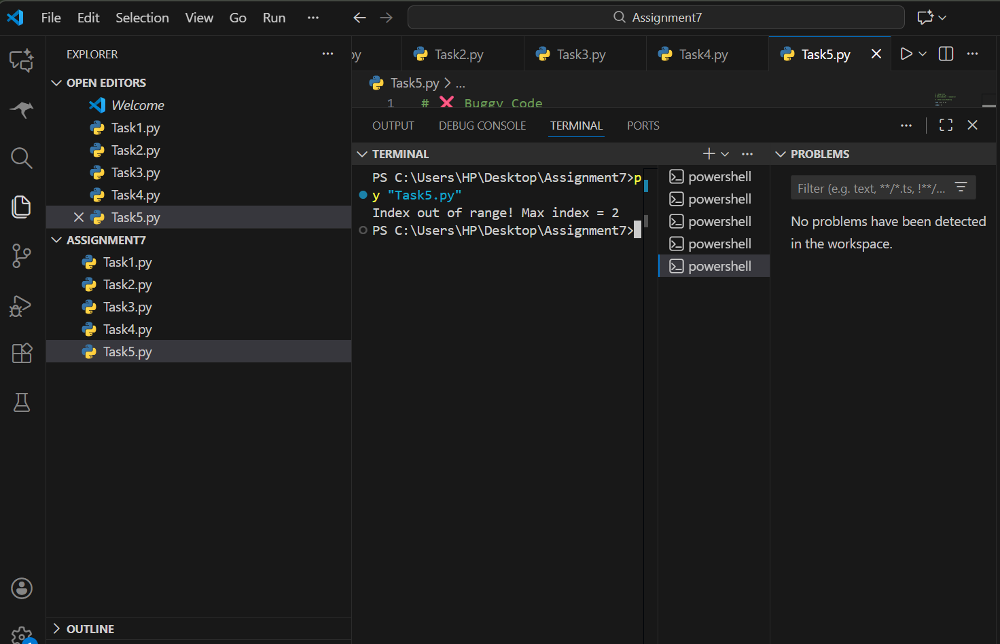 File Edit Selection View Go Run ...
Assignment7
EXPLORER
OPEN EDITORS
Welcome
Task1.py
Task2.py
Task3.py
Task4.py
Task5.py
ASSIGNMENT7
Task1.py
Task2.py
Task3.py
Task4.py
Task5.py
OUTLINE
py Task2.py Task3.py Task4.py Task5.py
Task5.py > ...
1 # ❌ Buggy Code
OUTPUT DEBUG CONSOLE TERMINAL PORTS
TERMINAL
PS C:\Users\HP\Desktop\Assignment7>p
y "Task5.py"
Index out of range! Max index = 2
PS C:\Users\HP\Desktop\Assignment7>
powershell
powershell
powershell
powershell
powershell
PROBLEMS
Filter (e.g. text, **/*.ts, !**/...
No problems have been detected
in the workspace.